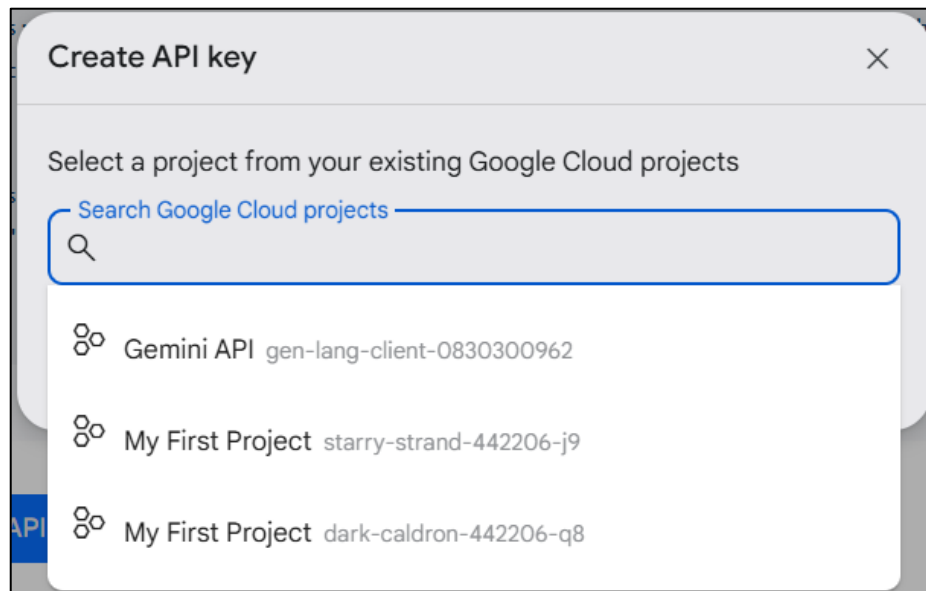 Create API key
Select a project from your existing Google Cloud projects
Search Google Cloud projects
Gemini API gen-lang-client-0830300962
My First Project starry-strand-442206-j9
API
My First Project dark-caldron-442206-q8